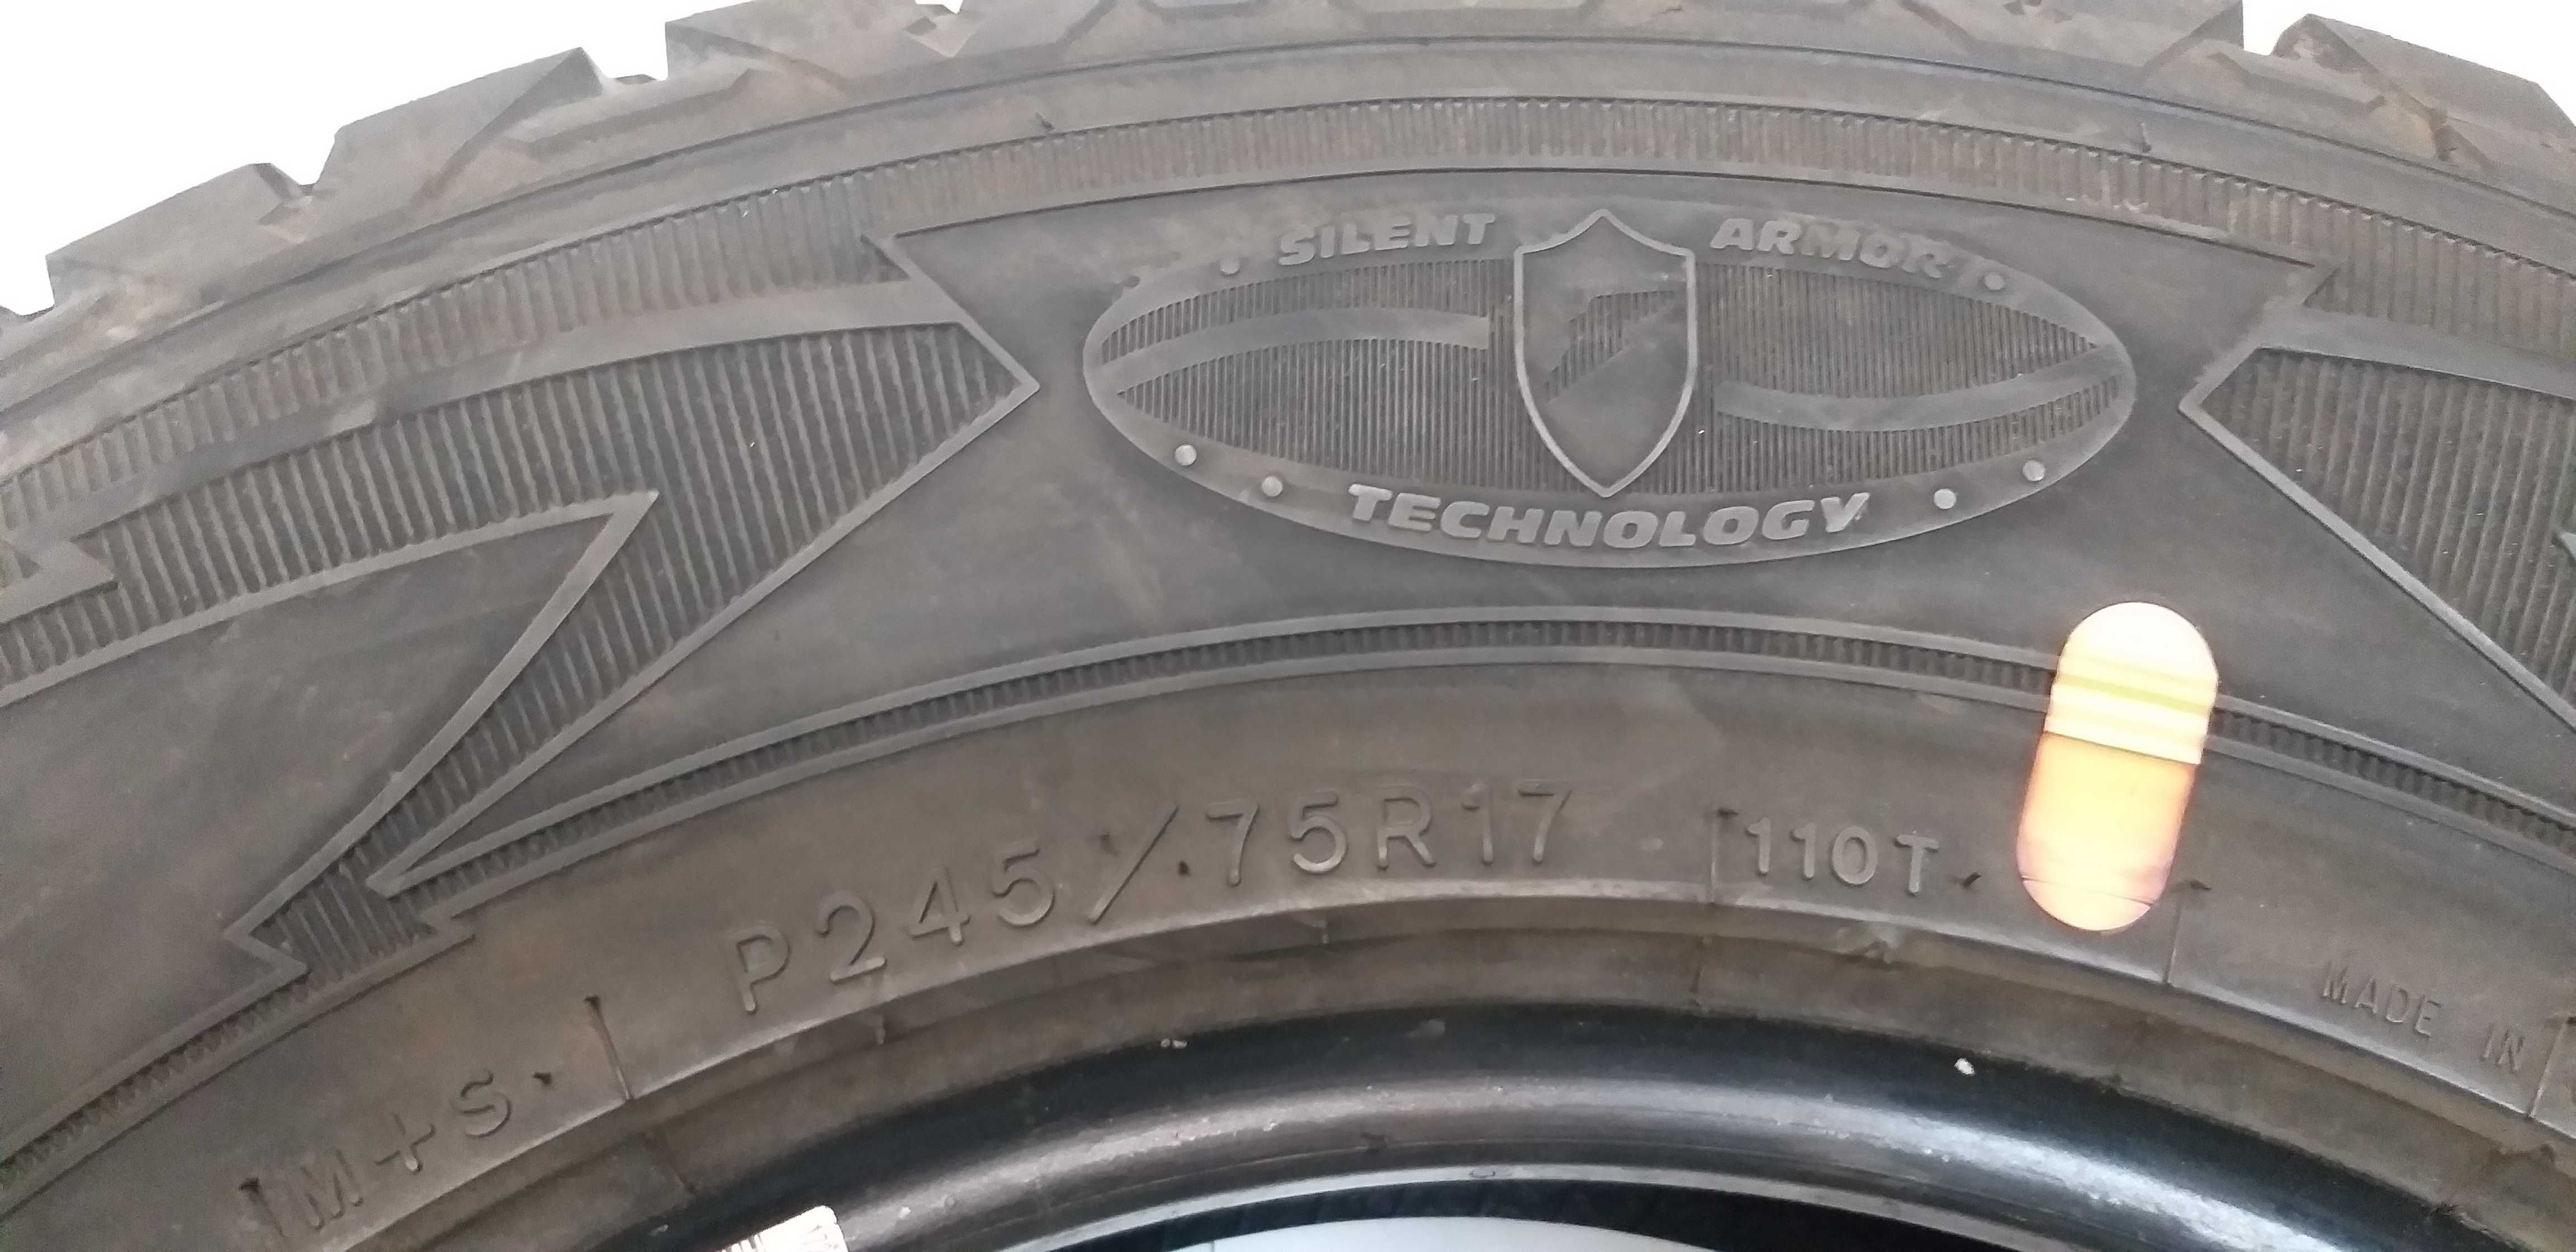 SILENT ARMOR
TECHNOLOGY
M+S
P245/75R17
110T
MADE IN